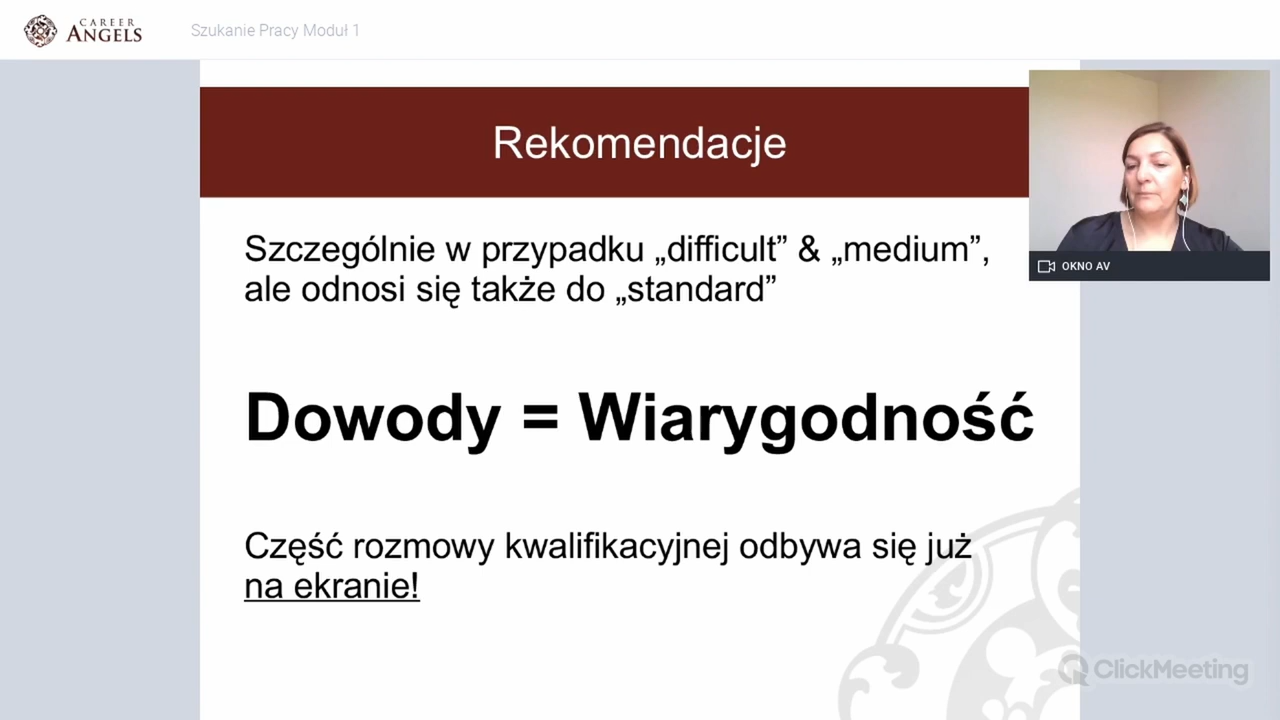 CAREER
ANGELS
Szukanie Pracy Moduł 1
Rekomendacje
Szczególnie w przypadku „difficult” & „medium”,
ale odnosi się także do „standard”
Dowody = Wiarygodność
Część rozmowy kwalifikacyjnej odbywa się już
na ekranie!
OKNO AV
ClickMeeting